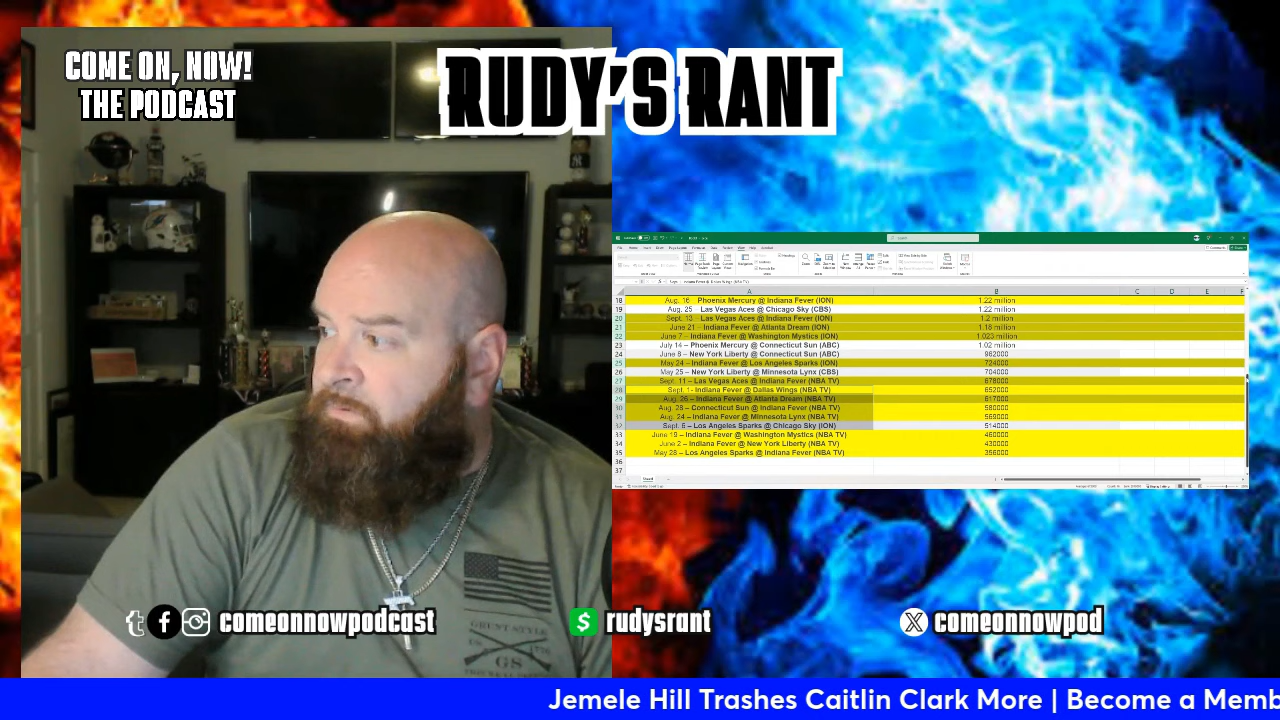 COME ON, NOW!
THE PODCAST
RUDY'S RANT
A B C D E F
18 Aug. 16 – Phoenix Mercury @ Indiana Fever (ION) 1.22 million
19 Aug. 25 – Las Vegas Aces @ Chicago Sky (CBS) 1.22 million
20 Sept. 13 – Las Vegas Aces @ Indiana Fever (ION) 1.2 million
21 June 21 – Indiana Fever @ Atlanta Dream (ION) 1.18 million
22 June 7 – Indiana Fever @ Washington Mystics (ION) 1.023 million
23 July 14 – Phoenix Mercury @ Connecticut Sun (ABC) 1.02 million
24 June 8 – New York Liberty @ Connecticut Sun (ABC) 962000
25 May 24 – Indiana Fever @ Los Angeles Sparks (ION) 724000
26 May 25 – New York Liberty @ Minnesota Lynx (CBS) 704000
27 Sept. 11 – Las Vegas Aces @ Indiana Fever (NBA TV) 678000
28 Sept. 1- Indiana Fever @ Dallas Wings (NBA TV) 652000
29 Aug. 26 – Indiana Fever @ Atlanta Dream (NBA TV) 617000
30 Aug. 28 – Connecticut Sun @ Indiana Fever (NBA TV) 580000
31 Aug. 24 – Indiana Fever @ Minnesota Lynx (NBA TV) 569000
32 Sept. 6 – Los Angeles Sparks @ Chicago Sky (ION) 514000
33 June 19 – Indiana Fever @ Washington Mystics (NBA TV) 460000
34 June 2 – Indiana Fever @ New York Liberty (NBA TV) 430000
35 May 28 – Los Angeles Sparks @ Indiana Fever (NBA TV) 356000
36
37
GRUNT STYLE
GS
comeonnowpodcast
$ rudysrant
comeonnowpod
Jemele Hill Trashes Caitlin Clark More | Become a Memb